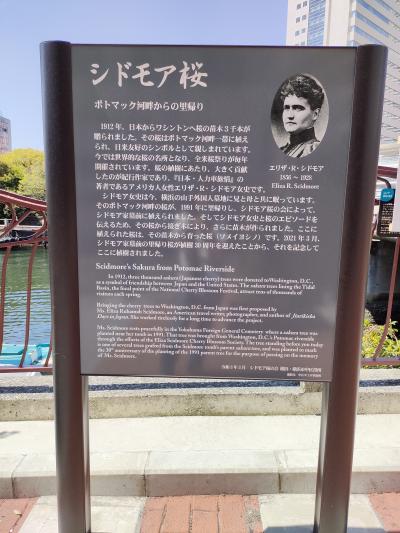 シドモア桜
ポトマック河畔からの里帰り
1912年、日本からワシントンへ桜の苗木3千本が
贈られました。その桜はポトマック河畔一帯に植え
られ、日米友好のシンボルとして親しまれています。
今では世界的な桜の名所となり、全米桜祭りが毎年
開催されています。桜の植樹にあたり、大きく貢献
したのが紀行作家であり、『日本・人力車旅情』の
著者であるアメリカ人女性エリザ・R・シドモア女史です。
シドモア女史は今、横浜の山手外国人墓地に兄と母と共に眠っています。
そのポトマック河畔の桜が、1991年に里帰りし、シドモア桜の会によって、
シドモア家墓前に植えられました。そしてシドモア女史と桜のエピソードを
伝えるため、その桜から接ぎ木により、さらに苗木が作られました。ここに
植えられた桜は、その苗木から育った桜(ソメイヨシノ)です。2021年3月、
シドモア家墓前の里帰り桜が植樹30周年を迎えたことから、それを記念して
ここに植樹されました。
エリザ・R・シドモア
1856 ~ 1928
Eliza R. Scidmore
Scidmore's Sakura from Potomac Riverside
In 1912, three thousand sakura (Japanese cherry) trees were donated to Washington, D.C.,
as a symbol of friendship between Japan and the United States. The sakura trees lining the Tidal
Basin, the focal point of the National Cherry Blossom Festival, attract tens of thousands of
visitors each spring.
Bringing the cherry trees to Washington, D.C. from Japan was first proposed by
Ms. Eliza Ruhamah Scidmore, an American travel writer, photographer, and author of Jinrikisha
Days in Japan. She worked tirelessly for a long time to advance the project.
Ms. Scidmore rests peacefully in the Yokohama Foreign General Cemetery where a sakura tree was
planted near her tomb in 1991. That tree was brought from Washington, D.C.'s Potomac riverside
through the efforts of the Eliza Scidmore Cherry Blossom Society. The tree standing before you today
is one of several trees grafted from the Scidmore tomb's parent sakura tree, and was planted to mark
the 30th anniversary of the planting of the 1991 parent tree for the purpose of passing on the memory
of Ms. Scidmore.